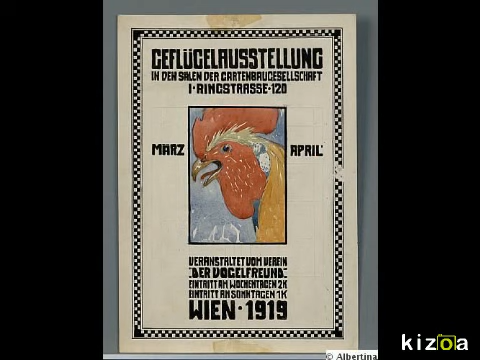 GEFLÜGELAUSSTELLUNG
IN DEN SÄLEN DER GARTENBAUGESELLSCHAFT
I·RINGSTRASSE·12b
MÄRZ APRIL
VERANSTALTET VOM VEREIN
"DER VOGELFREUND"
EINTRITT AN WOCHENTAGEN 2K
EINTRITT AN SONNTAGEN 1K
WIEN·1919
© Albertina
kizoa